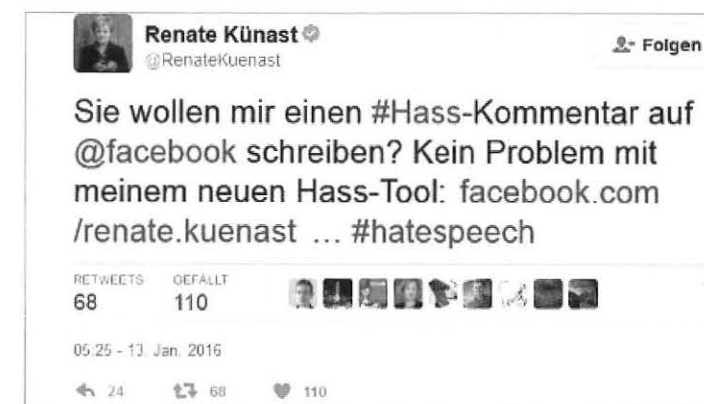 Renate Künast
@RenateKuenast
Folgen
Sie wollen mir einen #Hass-Kommentar auf
@facebook schreiben? Kein Problem mit
meinem neuen Hass-Tool: facebook.com
/renate.kuenast ... #hatespeech
RETWEETS GEFÄLLT
68 110
05:25 - 13. Jan. 2016
24 68 110